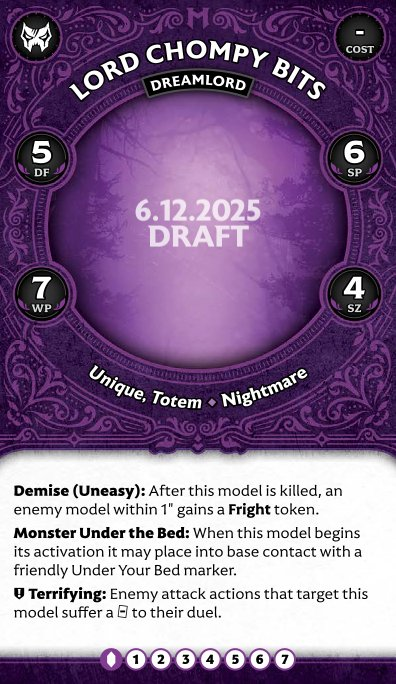 -
COST
LORD CHOMPY BITS
DREAMLORD
5
DF
6
SP
6.12.2025
DRAFT
7
WP
4
SZ
Unique, Totem ◆ Nightmare
Demise (Uneasy): After this model is killed, an
enemy model within 1" gains a Fright token.
Monster Under the Bed: When this model begins
its activation it may place into base contact with a
friendly Under Your Bed marker.
Terrifying: Enemy attack actions that target this
model suffer a to their duel.
1 2 3 4 5 6 7